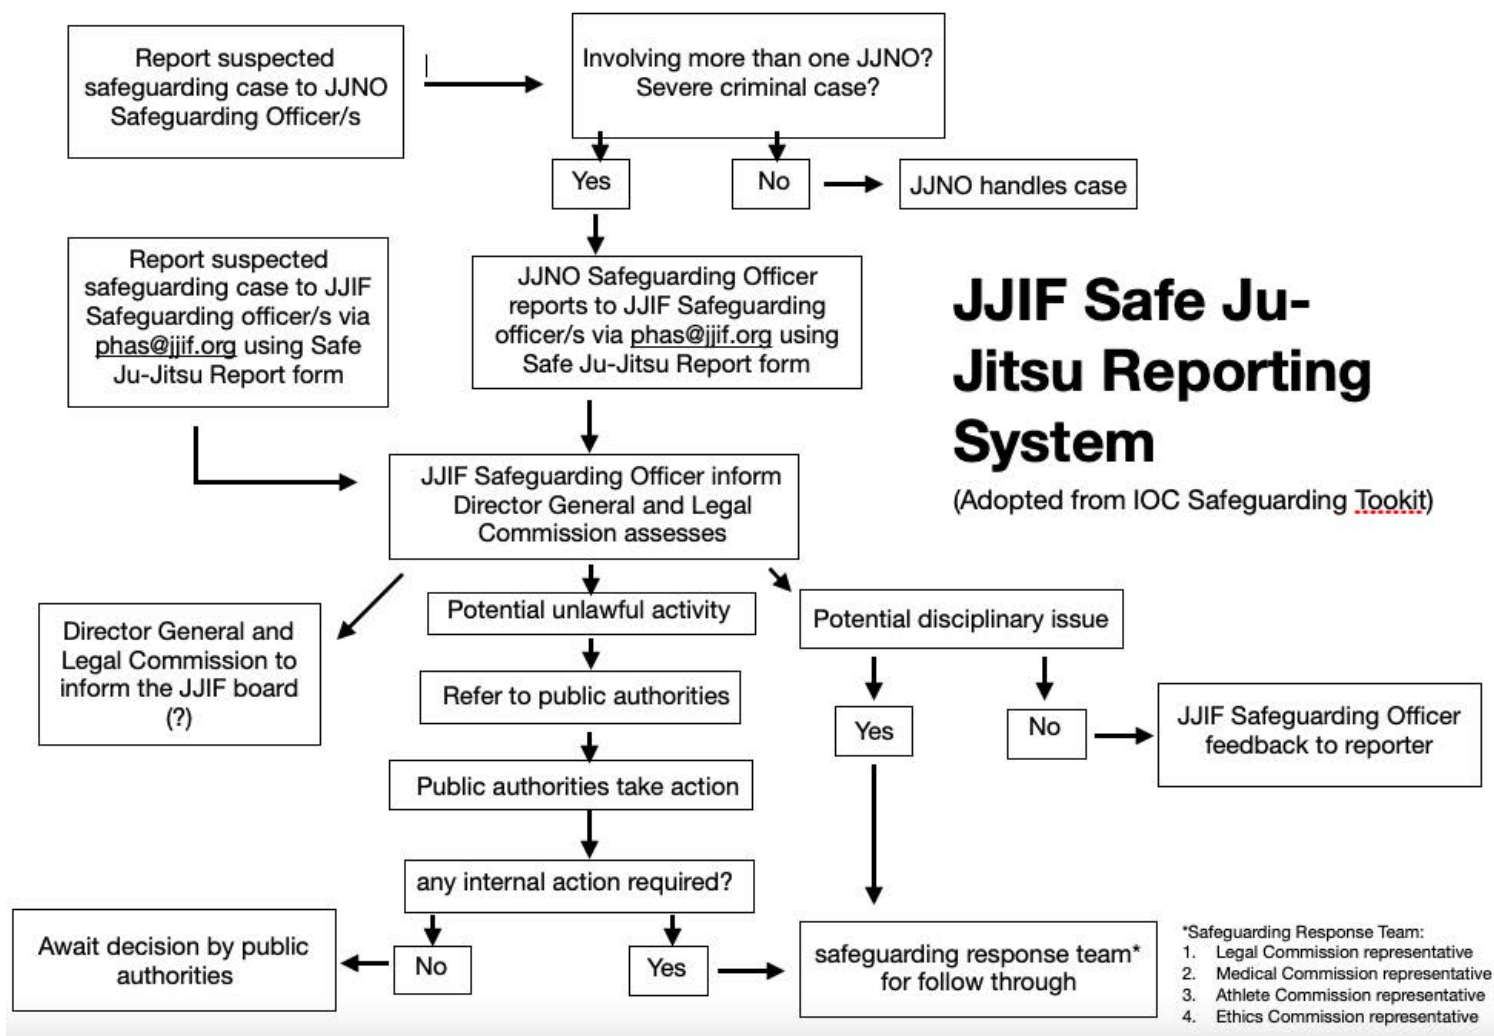 Report suspected
safeguarding case to JJNO
Safeguarding Officer/s
Involving more than one JJNO?
Severe criminal case?
Yes
No
JJNO handles case
Report suspected
safeguarding case to JJIF
Safeguarding officer/s via
phas@jjif.org using Safe
Ju-Jitsu Report form
JJNO Safeguarding Officer
reports to JJIF Safeguarding
officer/s via phas@jjif.org using
Safe Ju-Jitsu Report form
JJIF Safe Ju-
Jitsu Reporting
System
(Adopted from IOC Safeguarding Tookit)
JJIF Safeguarding Officer inform
Director General and Legal
Commission assesses
Director General and
Legal Commission to
inform the JJIF board
(?)
Potential unlawful activity
Refer to public authorities
Public authorities take action
any internal action required?
Potential disciplinary issue
Yes
No
JJIF Safeguarding Officer
feedback to reporter
Await decision by public
authorities
No
Yes
safeguarding response team*
for follow through
*Safeguarding Response Team:
1. Legal Commission representative
2. Medical Commission representative
3. Athlete Commission representative
4. Ethics Commission representative